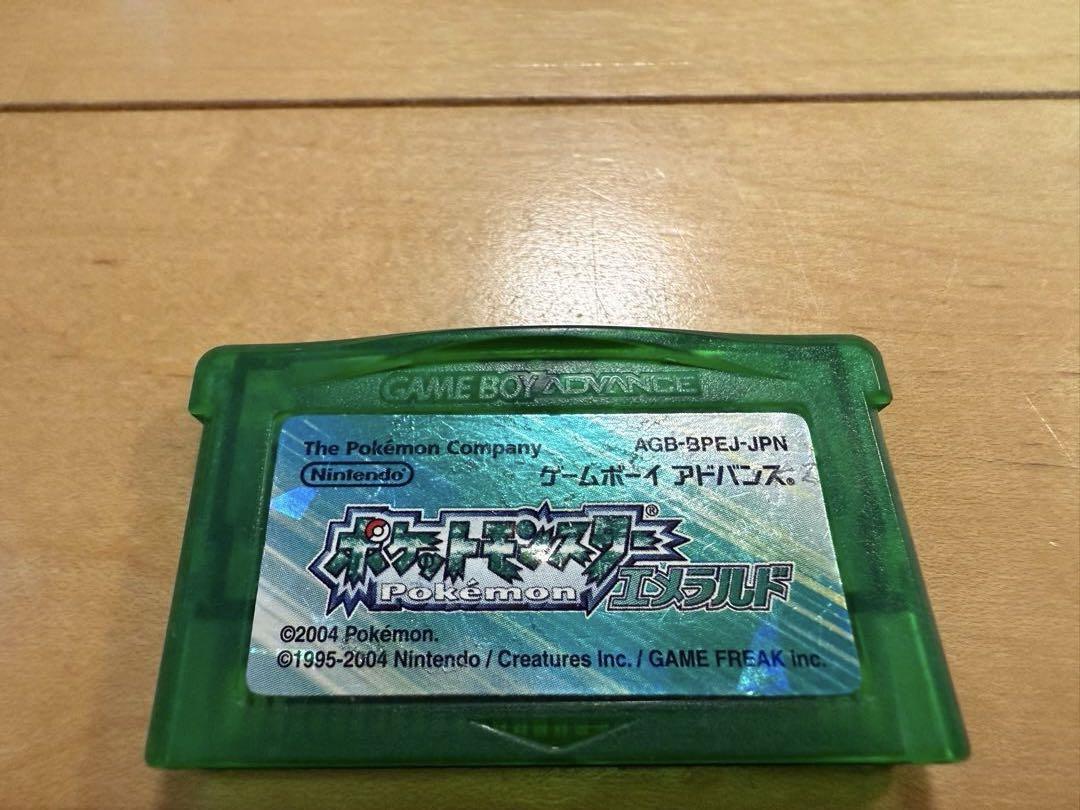 GAME BOY ADVANCE
The Pokémon Company AGB-BPEJ-JPN
Nintendo® ゲームボーイ アドバンス®
ポケットモンスター®
Pokémon エメラルド
©2004 Pokémon.
©1995-2004 Nintendo / Creatures Inc. / GAME FREAK inc.